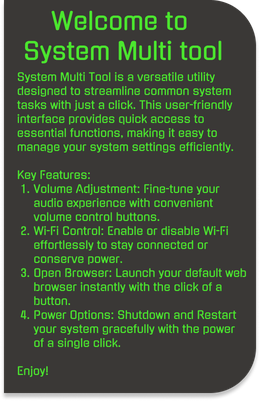 Welcome to
System Multi tool
System Multi Tool is a versatile utility
designed to streamline common system
tasks with just a click. This user-friendly
interface provides quick access to
essential functions, making it easy to
manage your system settings efficiently.
Key Features:
1. Volume Adjustment: Fine-tune your
audio experience with convenient
volume control buttons.
2. Wi-Fi Control: Enable or disable Wi-Fi
effortlessly to stay connected or
conserve power.
3. Open Browser: Launch your default web
browser instantly with the click of a
button.
4. Power Options: Shutdown and Restart
your system gracefully with the power
of a single click.
Enjoy!